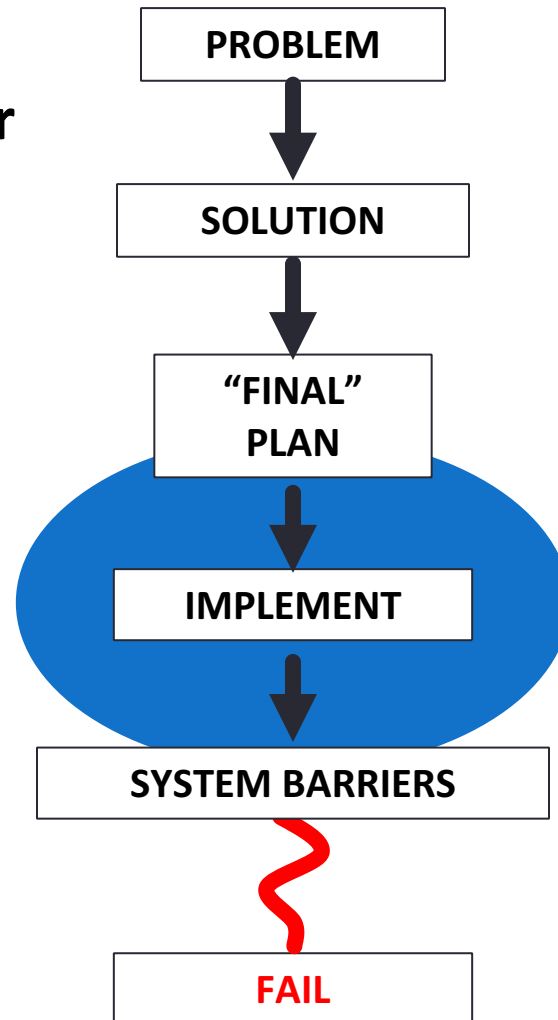 PROBLEM
r
SOLUTION
“FINAL”
PLAN
IMPLEMENT
SYSTEM BARRIERS
FAIL